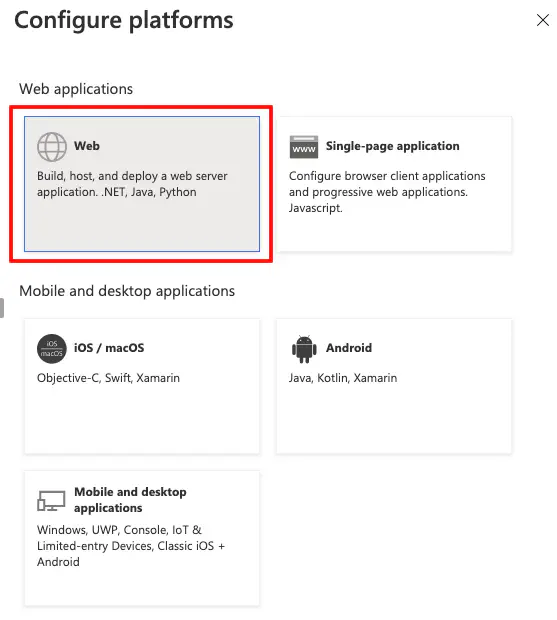 Configure platforms
Web applications
Web
Build, host, and deploy a web server
application. .NET, Java, Python
www
Single-page application
Configure browser client applications
and progressive web applications.
Javascript.
Mobile and desktop applications
iOS
macOS
iOS / macOS
Objective-C, Swift, Xamarin
Android
Java, Kotlin, Xamarin
Mobile and desktop
applications
Windows, UWP, Console, IoT &
Limited-entry Devices, Classic iOS +
Android